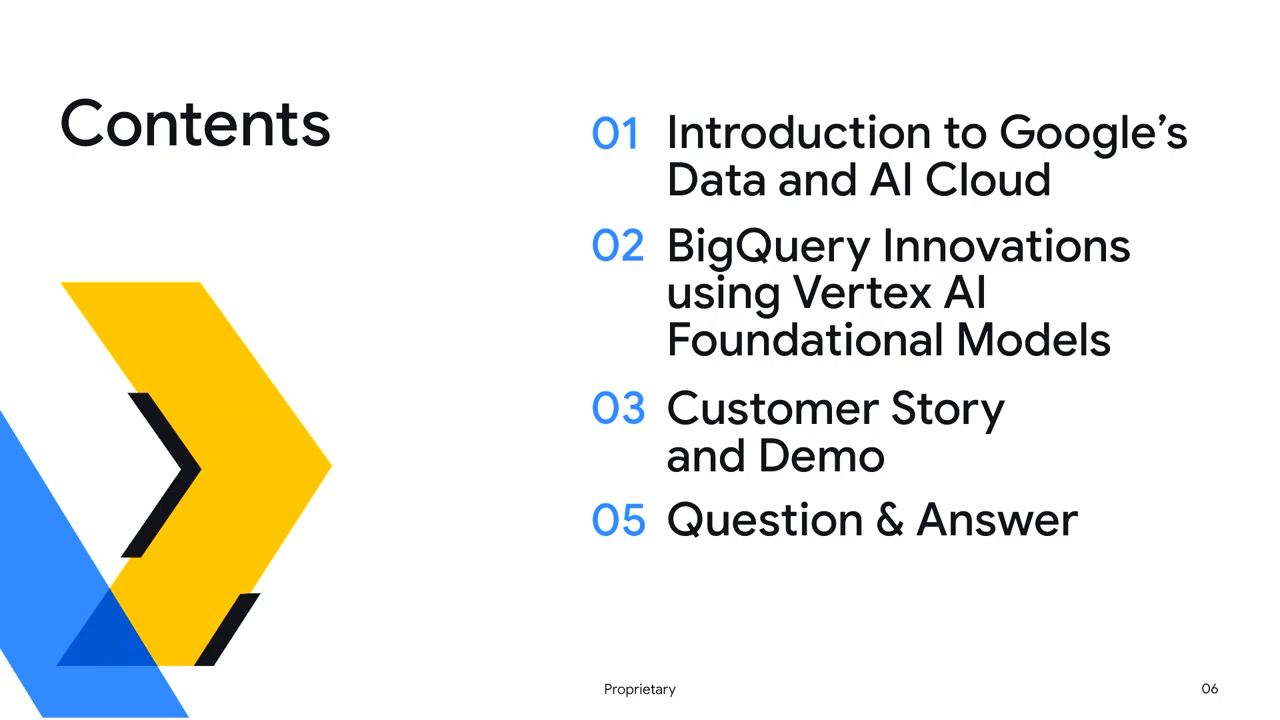 Contents
01 Introduction to Google’s
Data and AI Cloud
02 BigQuery Innovations
using Vertex AI
Foundational Models
03 Customer Story
and Demo
05 Question & Answer
Proprietary
06